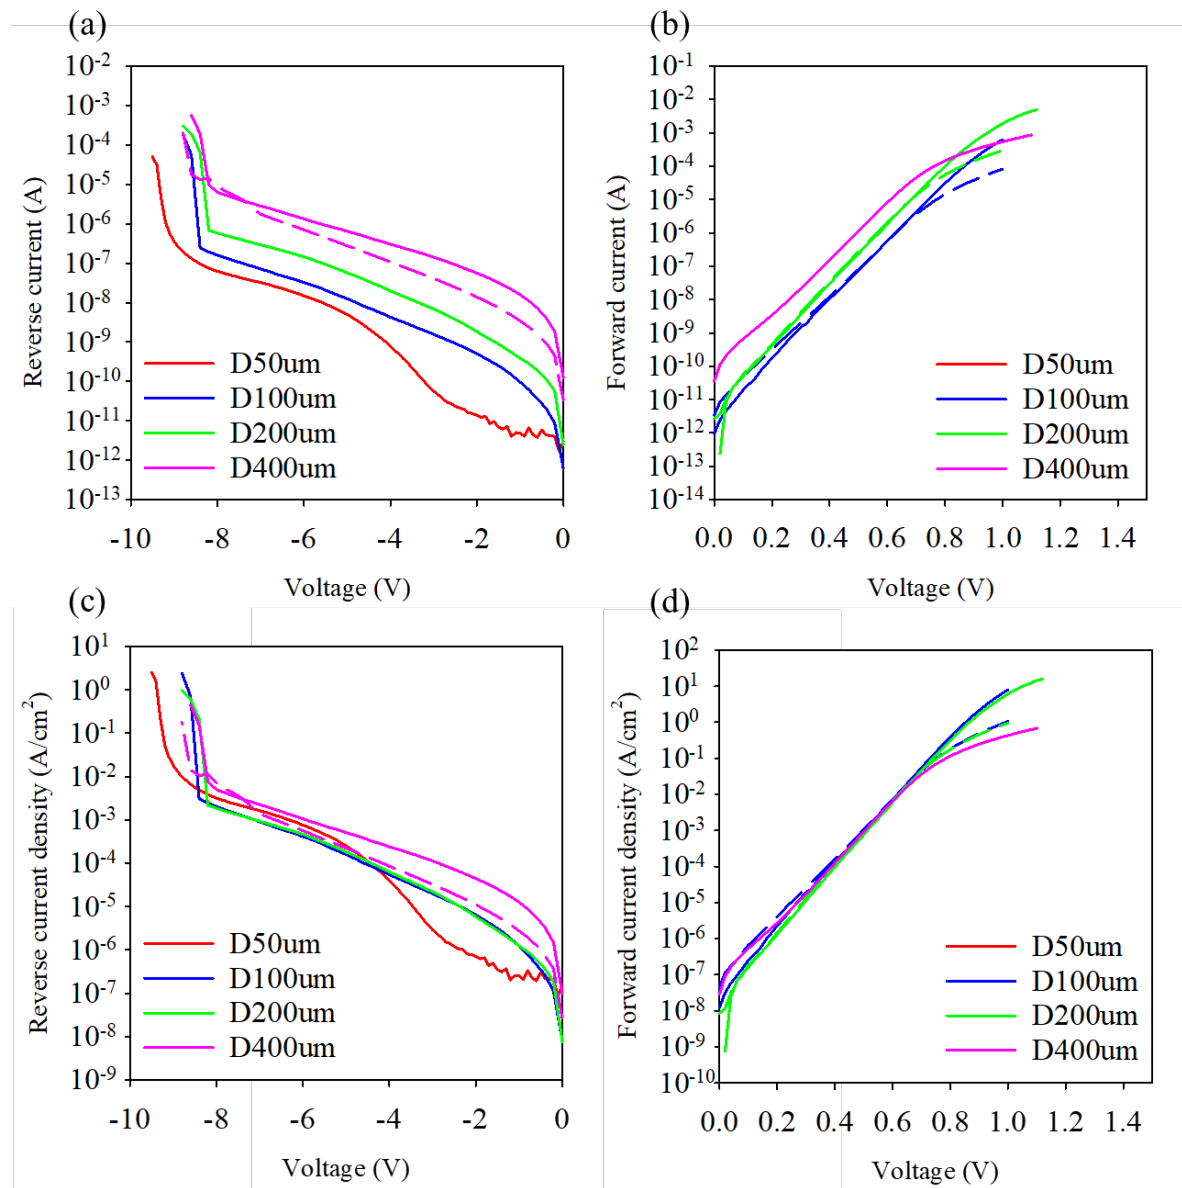 (a)
10⁻²
10⁻³
10⁻⁴
10⁻⁵
10⁻⁶
10⁻⁷
10⁻⁸
10⁻⁹
10⁻¹⁰
10⁻¹¹
10⁻¹²
10⁻¹³
Reverse current (A)
D50um
D100um
D200um
D400um
-10 -8 -6 -4 -2 0
Voltage (V)
(b)
10⁻¹
10⁻²
10⁻³
10⁻⁴
10⁻⁵
10⁻⁶
10⁻⁷
10⁻⁸
10⁻⁹
10⁻¹⁰
10⁻¹¹
10⁻¹²
10⁻¹³
10⁻¹⁴
Forward current (A)
D50um
D100um
D200um
D400um
0.0 0.2 0.4 0.6 0.8 1.0 1.2 1.4
Voltage (V)
(c)
10¹
10⁰
10⁻¹
10⁻²
10⁻³
10⁻⁴
10⁻⁵
10⁻⁶
10⁻⁷
10⁻⁸
10⁻⁹
Reverse current density (A/cm²)
D50um
D100um
D200um
D400um
-10 -8 -6 -4 -2 0
Voltage (V)
(d)
10²
10¹
10⁰
10⁻¹
10⁻²
10⁻³
10⁻⁴
10⁻⁵
10⁻⁶
10⁻⁷
10⁻⁸
10⁻⁹
10⁻¹⁰
Forward current density (A/cm²)
D50um
D100um
D200um
D400um
0.0 0.2 0.4 0.6 0.8 1.0 1.2 1.4
Voltage (V)